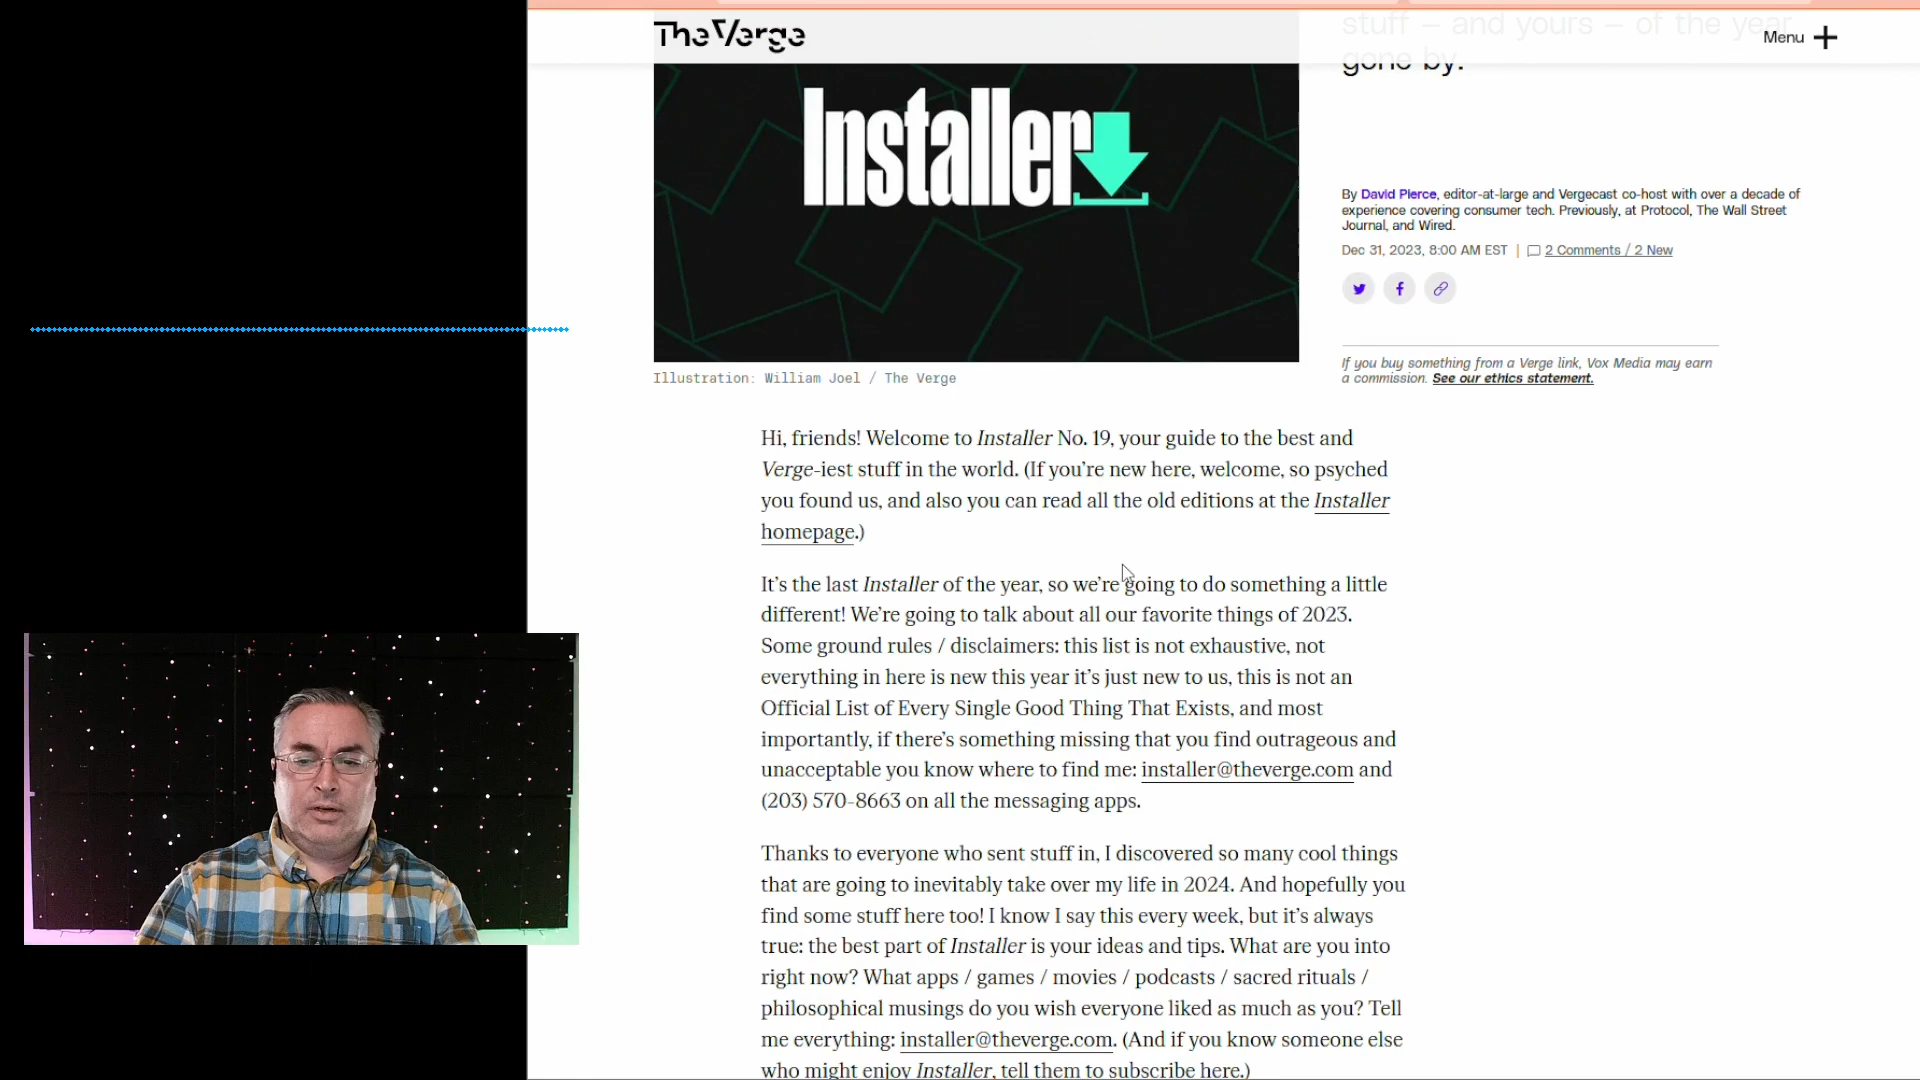 The Verge
Menu
stuff – and yours – of the year
gone by.
Installer
By David Pierce, editor-at-large and Vergecast co-host with over a decade of
experience covering consumer tech. Previously, at Protocol, The Wall Street
Journal, and Wired.
Dec 31, 2023, 8:00 AM EST | 2 Comments / 2 New
If you buy something from a Verge link, Vox Media may earn
a commission. See our ethics statement.
Illustration: William Joel / The Verge
Hi, friends! Welcome to Installer No. 19, your guide to the best and
Verge-iest stuff in the world. (If you’re new here, welcome, so psyched
you found us, and also you can read all the old editions at the Installer
homepage.)
It’s the last Installer of the year, so we’re going to do something a little
different! We’re going to talk about all our favorite things of 2023.
Some ground rules / disclaimers: this list is not exhaustive, not
everything in here is new this year it’s just new to us, this is not an
Official List of Every Single Good Thing That Exists, and most
importantly, if there’s something missing that you find outrageous and
unacceptable you know where to find me: installer@theverge.com and
(203) 570-8663 on all the messaging apps.
Thanks to everyone who sent stuff in, I discovered so many cool things
that are going to inevitably take over my life in 2024. And hopefully you
find some stuff here too! I know I say this every week, but it’s always
true: the best part of Installer is your ideas and tips. What are you into
right now? What apps / games / movies / podcasts / sacred rituals /
philosophical musings do you wish everyone liked as much as you? Tell
me everything: installer@theverge.com. (And if you know someone else
who might enjoy Installer, tell them to subscribe here.)